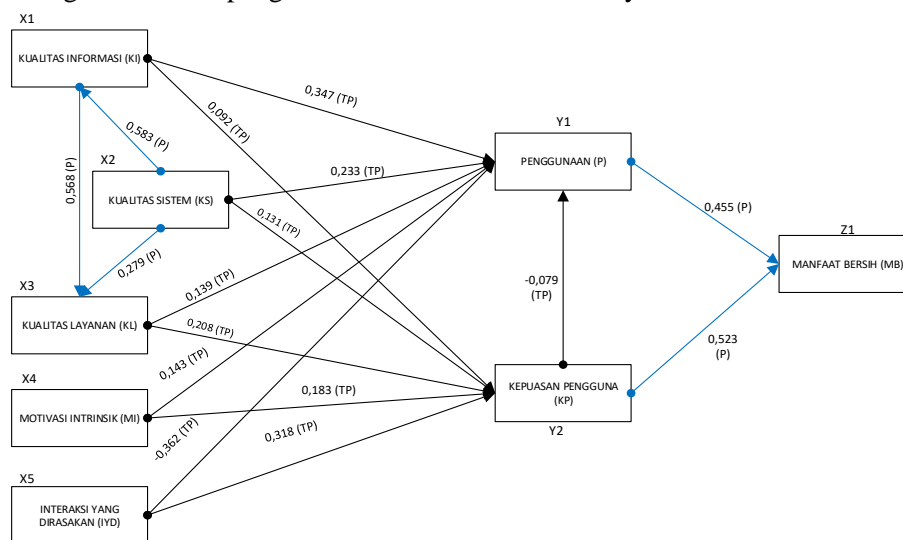 X1
KUALITAS INFORMASI (KI)
0,347 (TP)
0,092 (TP)
0,583 (P)
0,568 (P)
X2
KUALITAS SISTEM (KS)
0,233 (TP)
0,131 (TP)
0,279 (P)
Y1
PENGGUNAAN (P)
0,455 (P)
Z1
MANFAAT BERSIH (MB)
-0,079
(TP)
0,523
(P)
X3
KUALITAS LAYANAN (KL)
0,139 (TP)
0,208 (TP)
X4
MOTIVASI INTRINSIK (MI)
0,143 (TP)
0,183 (TP)
KEPUASAN PENGGUNA
(KP)
Y2
-0,362 (TP)
0,318 (TP)
X5
INTERAKSI YANG
DIRASAKAN (IYD)